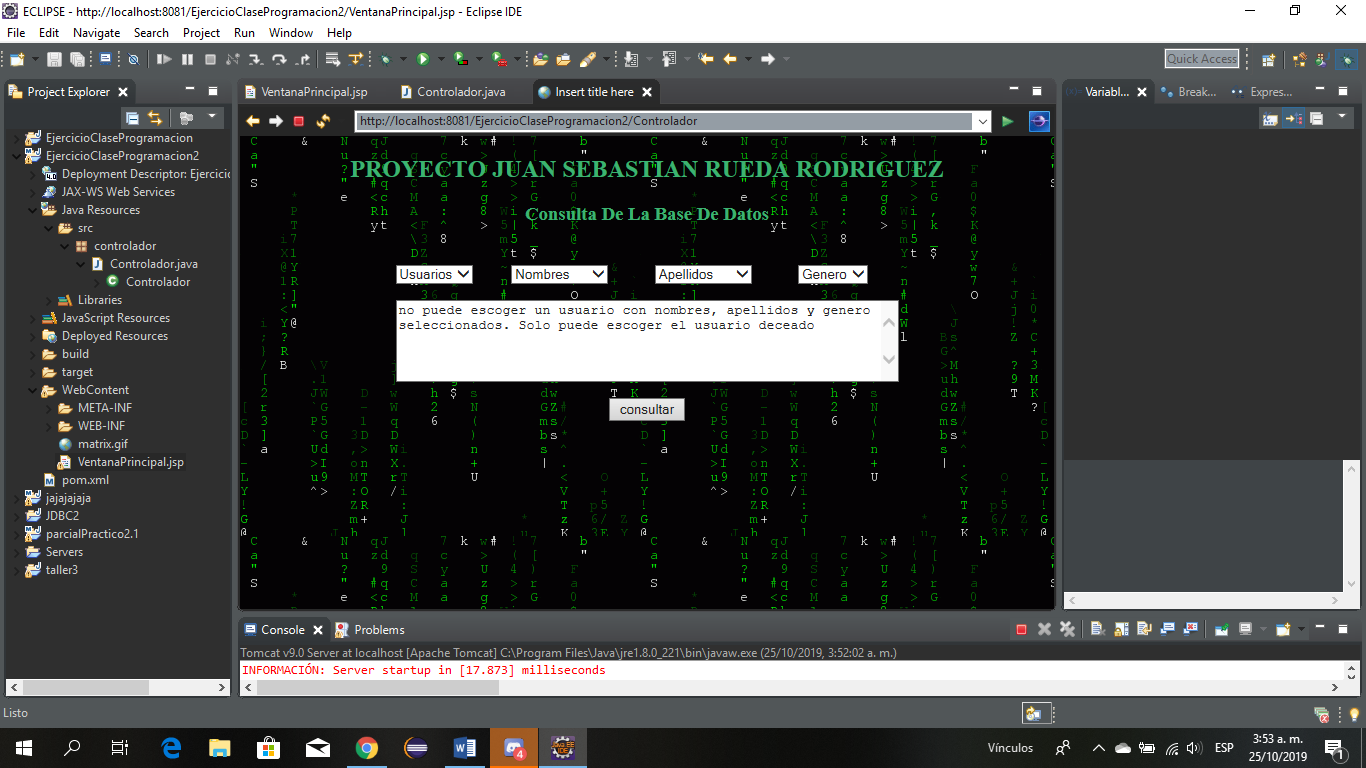 ECLIPSE - http://localhost:8081/EjercicioClaseProgramacion2/VentanaPrincipal.jsp - Eclipse IDE
File Edit Navigate Search Project Run Window Help
Quick Access
Project Explorer
VentanaPrincipal.jsp Controlador.java Insert title here
Variabl... Break... Expres...
http://localhost:8081/EjercicioClaseProgramacion2/Controlador
EjercicioClaseProgramacion
EjercicioClaseProgramacion2
Deployment Descriptor: Ejercicio
JAX-WS Web Services
Java Resources
src
controlador
Controlador.java
Controlador
Libraries
JavaScript Resources
Deployed Resources
build
target
WebContent
META-INF
WEB-INF
matrix.gif
VentanaPrincipal.jsp
pom.xml
jajajajaja
JDBC2
parcialPractico2.1
Servers
taller3
PROYECTO JUAN SEBASTIAN RUEDA RODRIGUEZ
Consulta De La Base De Datos
Usuarios Nombres Apellidos Genero
no puede escoger un usuario con nombres, apellidos y genero
seleccionados. Solo puede escoger el usuario deceado
consultar
Console Problems
Tomcat v9.0 Server at localhost [Apache Tomcat] C:\Program Files\Java\jre1.8.0_221\bin\javaw.exe (25/10/2019, 3:52:02 a. m.)
INFORMACIÓN: Server startup in [17.873] milliseconds
Listo
Vínculos
ESP
3:53 a. m.
25/10/2019